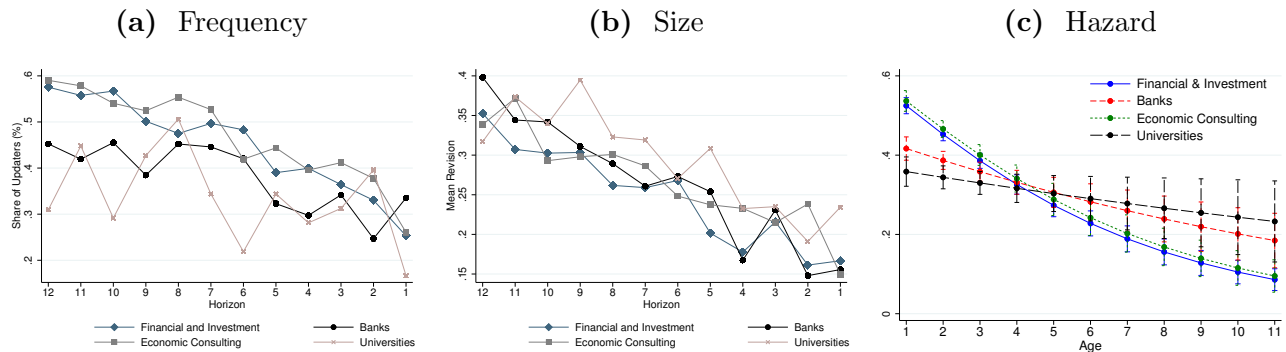 (a) Frequency
Share of Updaters (%)
.6
.5
.4
.3
.2
12 11 10 9 8 7 6 5 4 3 2 1
Horizon
Financial and Investment
Banks
Economic Consulting
Universities
(b) Size
Mean Revision
.4
.35
.3
.25
.2
.15
12 11 10 9 8 7 6 5 4 3 2 1
Horizon
Financial and Investment
Banks
Economic Consulting
Universities
(c) Hazard
.6
.4
.2
0
Financial & Investment
Banks
Economic Consulting
Universities
1 2 3 4 5 6 7 8 9 10 11
Age